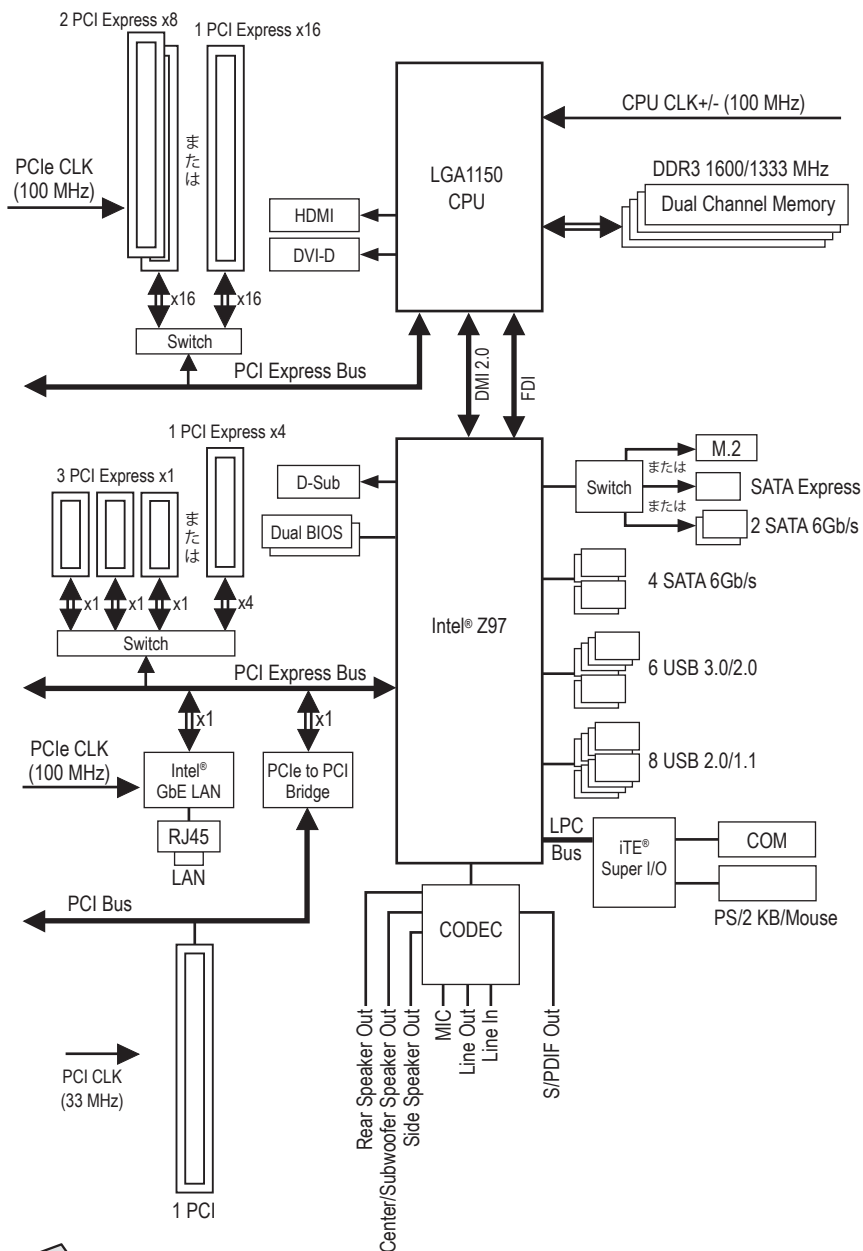 2 PCI Express x8
1 PCI Express x16
または
PCIe CLK
(100 MHz)
x16
x16
Switch
PCI Express Bus
LGA1150
CPU
CPU CLK+/- (100 MHz)
DDR3 1600/1333 MHz
Dual Channel Memory
HDMI
DVI-D
DMI 2.0
FDI
1 PCI Express x4
3 PCI Express x1
または
x1
x1
x1
x4
Switch
PCI Express Bus
D-Sub
Dual BIOS
Intel® Z97
Switch
M.2
または
SATA Express
または
2 SATA 6Gb/s
4 SATA 6Gb/s
6 USB 3.0/2.0
8 USB 2.0/1.1
x1
x1
PCIe CLK
(100 MHz)
Intel®
GbE LAN
RJ45
LAN
PCIe to PCI
Bridge
LPC
Bus
iTE®
Super I/O
COM
PS/2 KB/Mouse
PCI Bus
CODEC
Rear Speaker Out
Center/Subwoofer Speaker Out
Side Speaker Out
MIC
Line Out
Line In
S/PDIF Out
PCI CLK
(33 MHz)
1 PCI